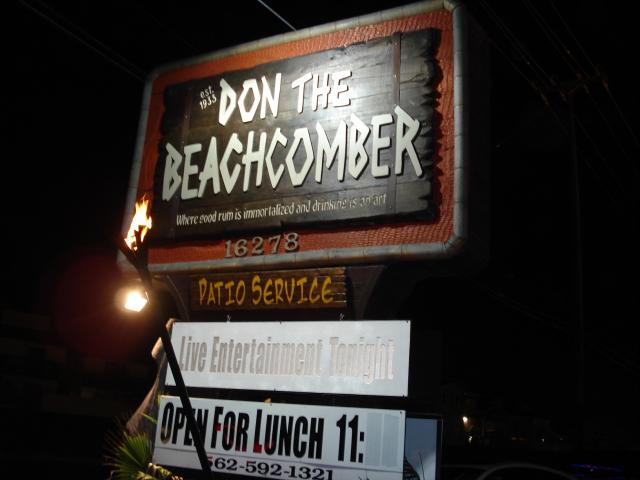 est. 1933
DON THE
BEACHCOMBER
Where good rum is immortalized and drinking is an art
16278
PATIO SERVICE
Live Entertainment Tonight
OPEN FOR LUNCH 11:
562-592-1321